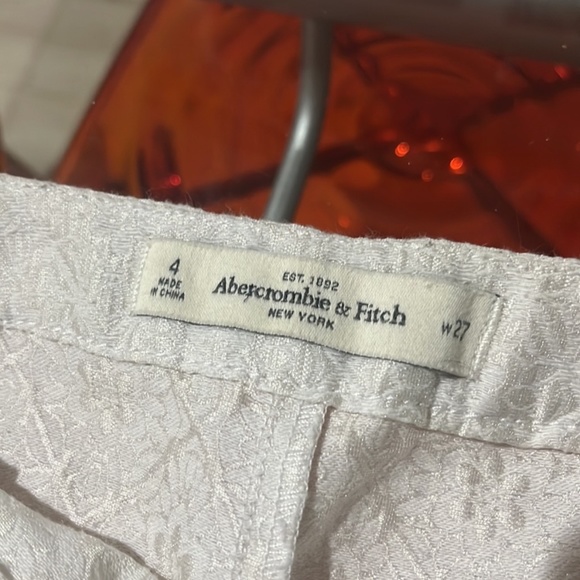 4
MADE
IN CHINA
EST. 1892
Abercrombie & Fitch
NEW YORK
W27